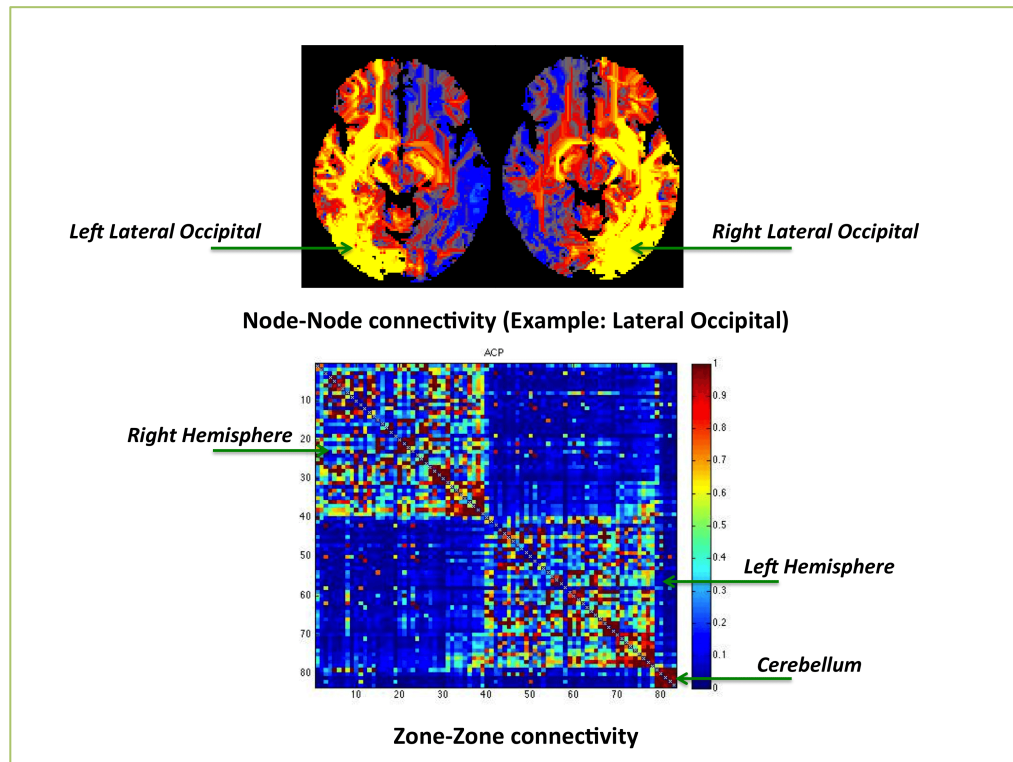 Left Lateral Occipital
Right Lateral Occipital
Node-Node connectivity (Example: Lateral Occipital)
ACP
1
0.9
0.8
0.7
0.6
0.5
0.4
0.3
0.2
0.1
0
10
20
30
40
50
60
70
80
Right Hemisphere
Left Hemisphere
Cerebellum
10 20 30 40 50 60 70 80
Zone-Zone connectivity